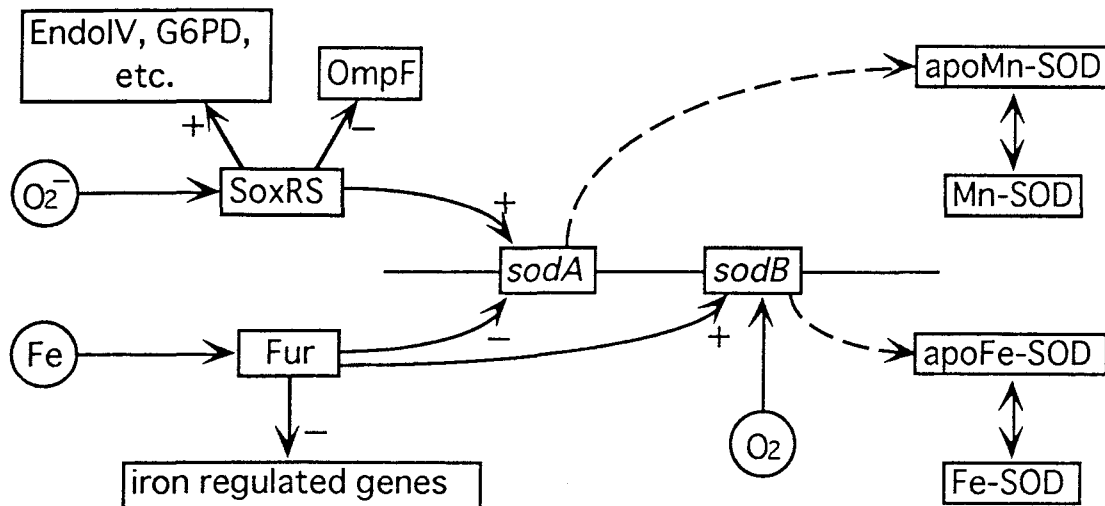 EndoIV, G6PD,
etc.
OmpF
apoMn-SOD
+
−
O2−
SoxRS
+
Mn-SOD
sodA
sodB
Fe
Fur
−
+
apoFe-SOD
−
O2
iron regulated genes
Fe-SOD